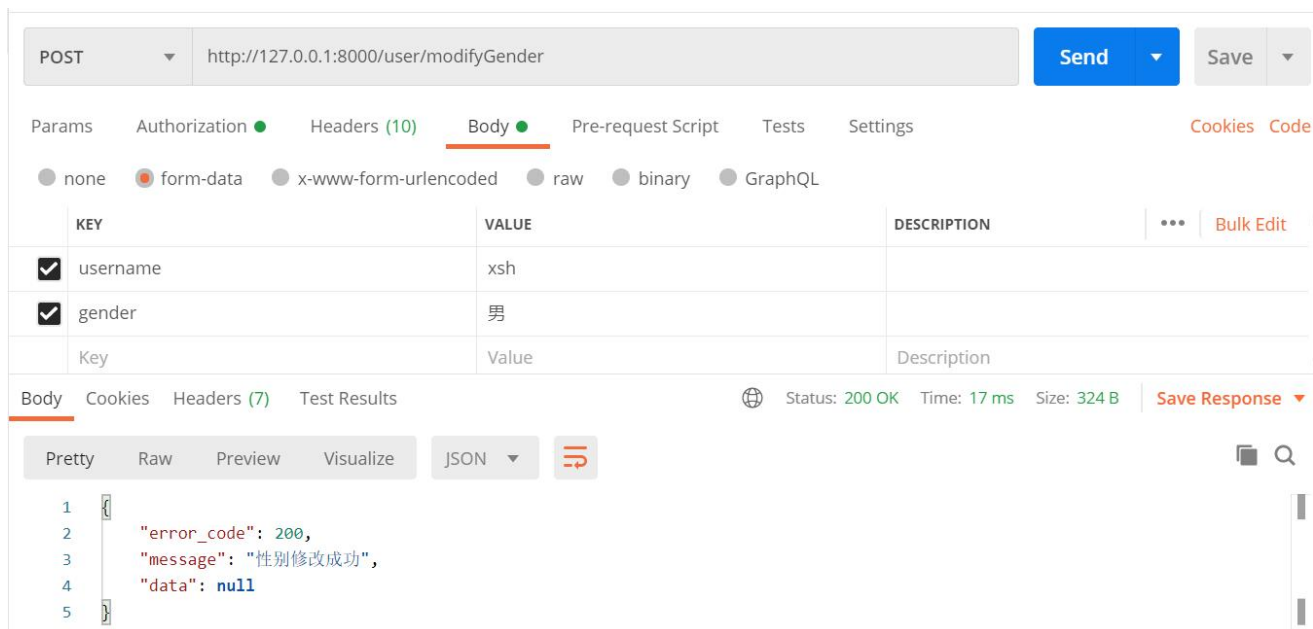 POST http://127.0.0.1:8000/user/modifyGender Send Save
Params Authorization Headers (10) Body Pre-request Script Tests Settings Cookies Code
none form-data x-www-form-urlencoded raw binary GraphQL
KEY VALUE DESCRIPTION ••• Bulk Edit
username xsh
gender 男
Key Value Description
Body Cookies Headers (7) Test Results Status: 200 OK Time: 17 ms Size: 324 B Save Response
Pretty Raw Preview Visualize JSON
1 {
2 "error_code": 200,
3 "message": "性别修改成功",
4 "data": null
5 }